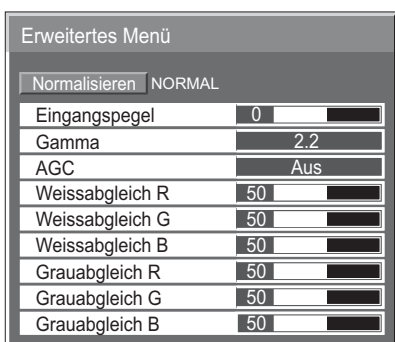 Erweitertes Menü
Normalisieren NORMAL
Eingangspegel 0
Gamma 2.2
AGC Aus
Weissabgleich R 50
Weissabgleich G 50
Weissabgleich B 50
Grauabgleich R 50
Grauabgleich G 50
Grauabgleich B 50